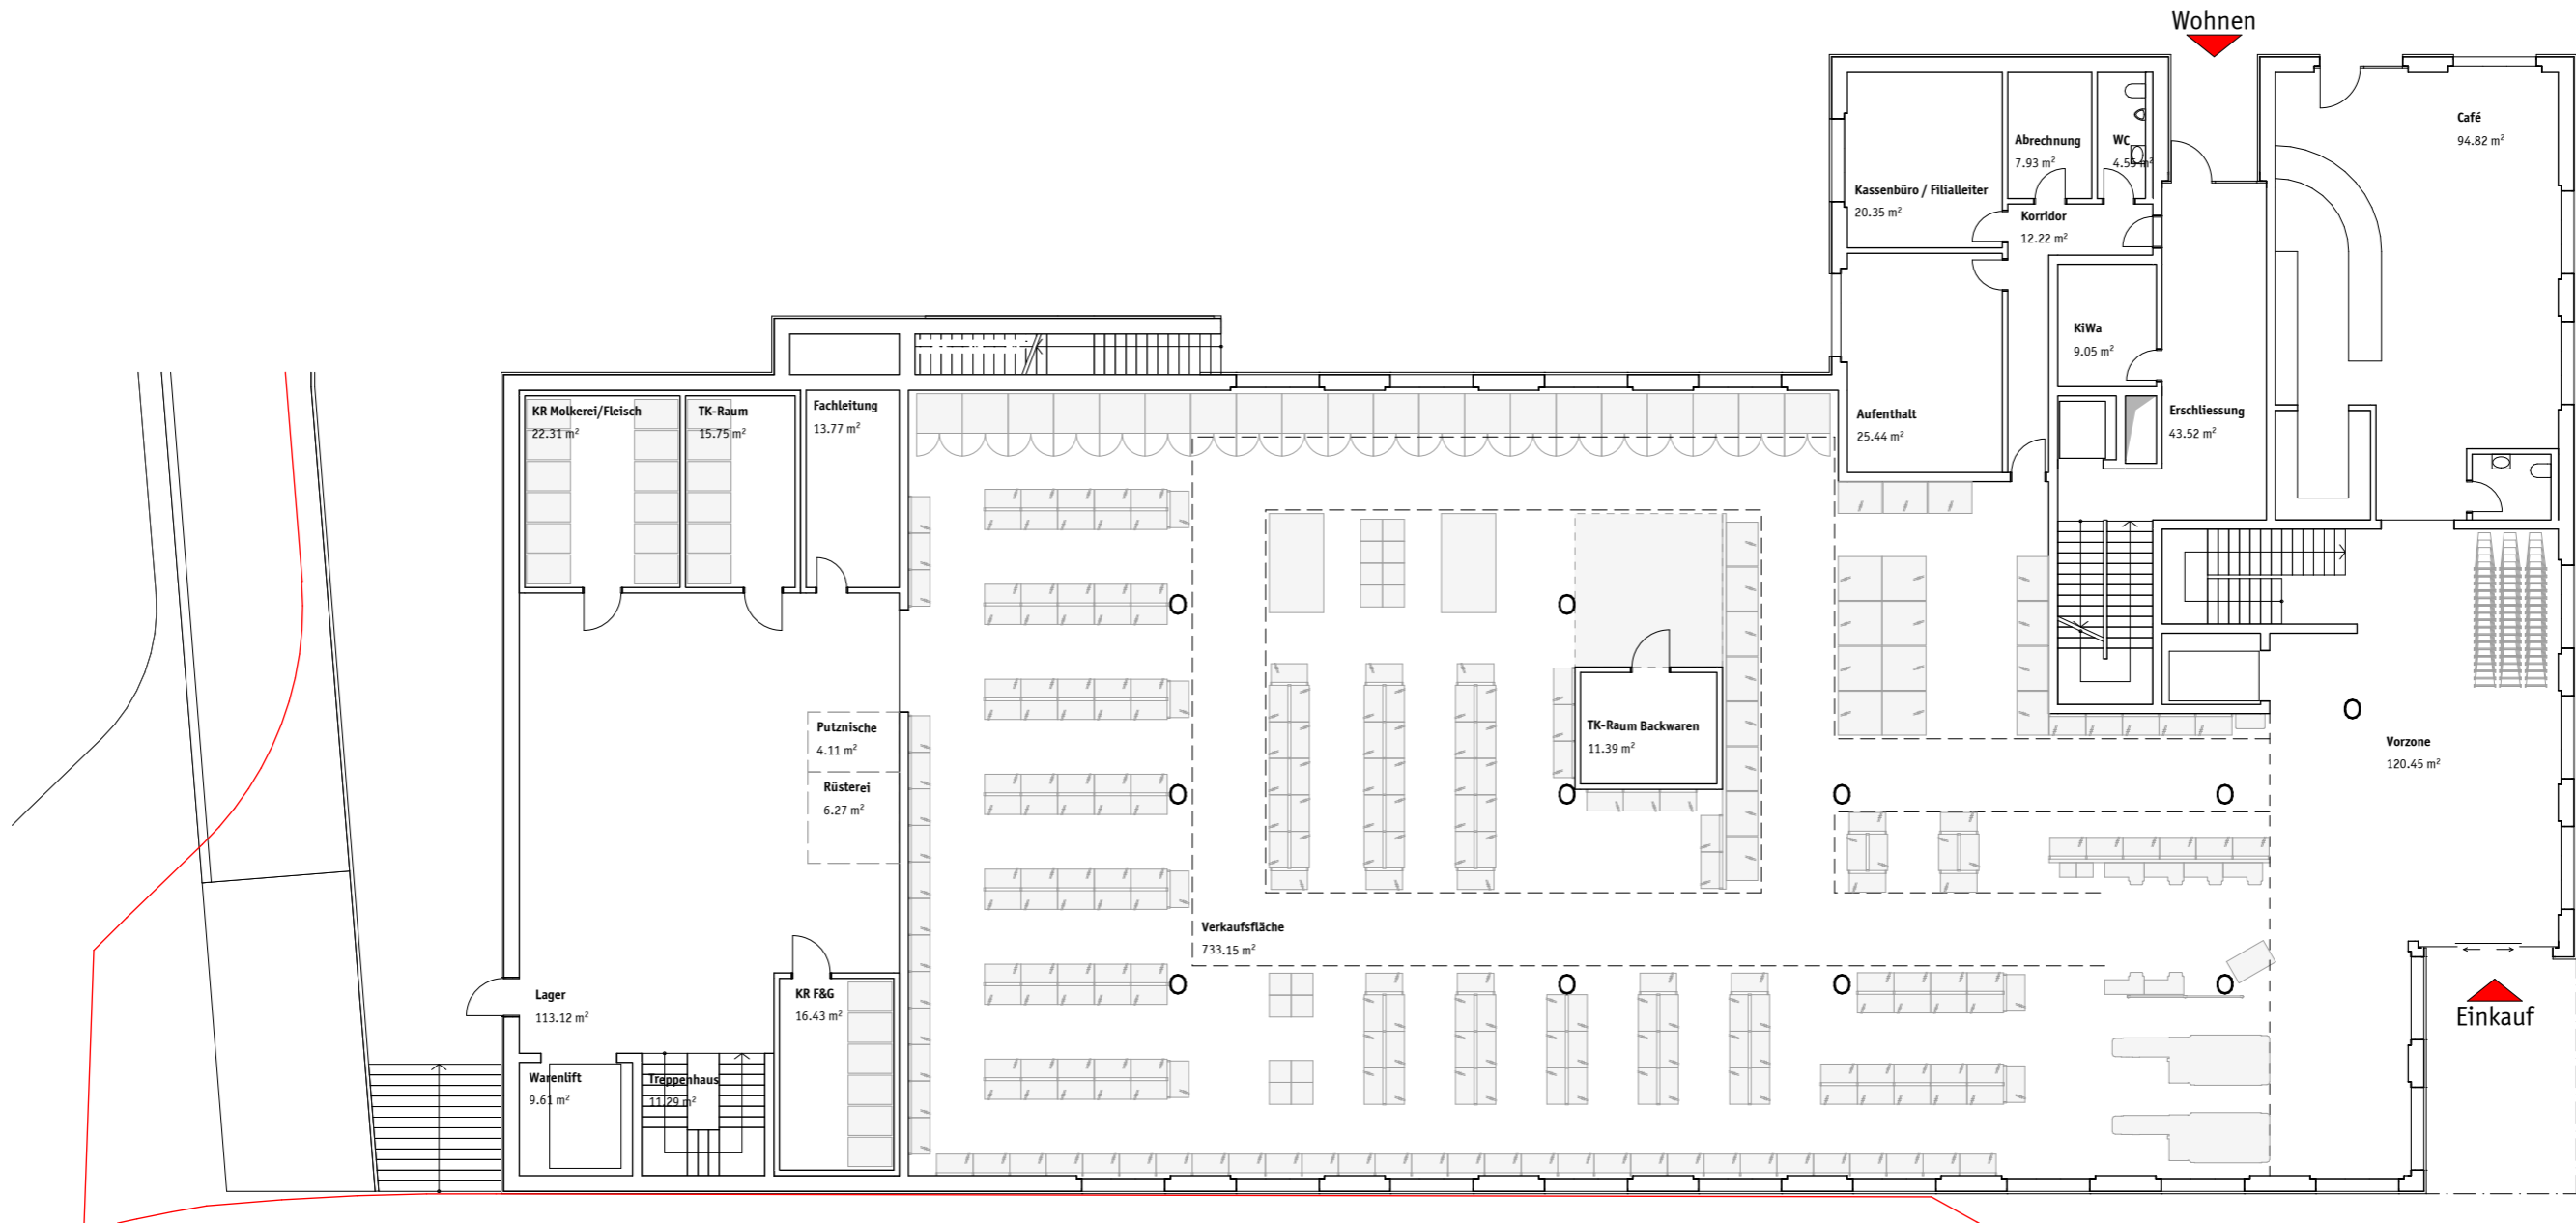 Wohnen
Café
94.82 m²
Abrechnung
7.93 m²
WC
4.55 m²
Kassenbüro / Filialleiter
20.35 m²
Korridor
12.22 m²
KiWa
9.05 m²
KR Molkerei/Fleisch
22.31 m²
TK-Raum
15.75 m²
Fachleitung
13.77 m²
Aufenthalt
25.44 m²
Erschliessung
43.52 m²
Putznische
4.11 m²
Rüsterei
6.27 m²
TK-Raum Backwaren
11.39 m²
Vorzone
120.45 m²
Verkaufsfläche
733.15 m²
Lager
113.12 m²
KR F&G
16.43 m²
Einkauf
Warenlift
9.61 m²
Treppenhaus
11.29 m²